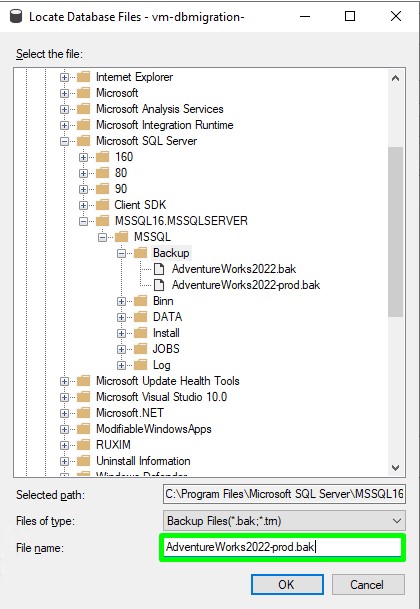 Locate Database Files - vm-dbmigration-
Select the file:
Internet Explorer
Microsoft
Microsoft Analysis Services
Microsoft Integration Runtime
Microsoft SQL Server
160
80
90
Client SDK
MSSQL16.MSSQLSERVER
MSSQL
Backup
AdventureWorks2022.bak
AdventureWorks2022-prod.bak
Binn
DATA
Install
JOBS
Log
Microsoft Update Health Tools
Microsoft Visual Studio 10.0
Microsoft.NET
ModifiableWindowsApps
RUXIM
Uninstall Information
Windows Defender
Selected path: C:\Program Files\Microsoft SQL Server\MSSQL16
Files of type: Backup Files(*.bak;*.trn)
File name: AdventureWorks2022-prod.bak
OK Cancel